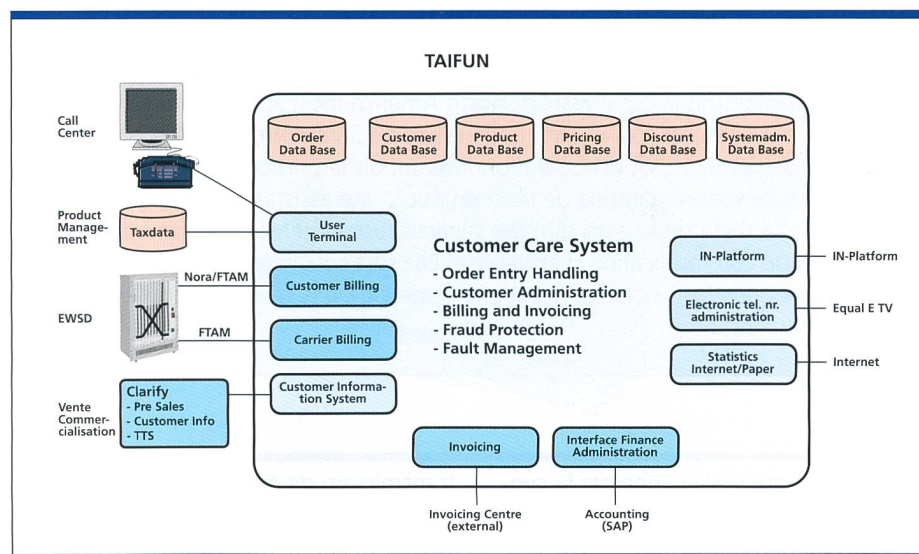 TAIFUN
Call
Center
Order
Data Base
Customer
Data Base
Product
Data Base
Pricing
Data Base
Discount
Data Base
Systemadm.
Data Base
Product
Manage-
ment
Taxdata
User
Terminal
Nora/FTAM
Customer Billing
EWSD
FTAM
Carrier Billing
Customer Informa-
tion System
Vente
Commer-
cialisation
Clarify
- Pre Sales
- Customer Info
- TTS
Customer Care System
- Order Entry Handling
- Customer Administration
- Billing and Invoicing
- Fraud Protection
- Fault Management
IN-Platform
IN-Platform
Electronic tel. nr.
administration
Equal E TV
Statistics
Internet/Paper
Internet
Invoicing
Interface Finance
Administration
Invoicing Centre
(external)
Accounting
(SAP)